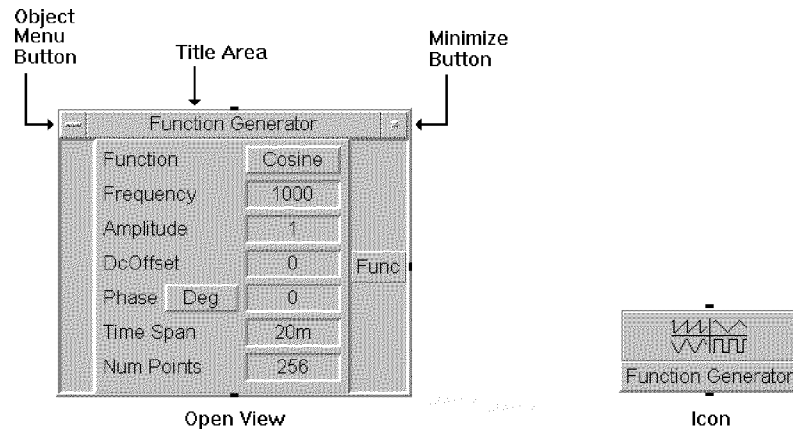 Object
Menu
Button
Title Area
Minimize
Button
Function Generator
Function Cosine
Frequency 1000
Amplitude 1
DcOffset 0
Func
Phase Deg 0
Time Span 20m
Num Points 256
Open View
Function Generator
Icon